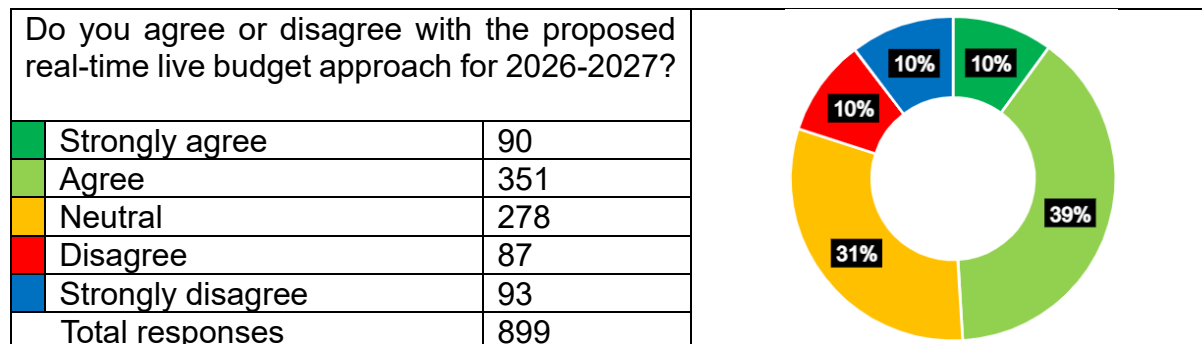 Do you agree or disagree with the proposed
real-time live budget approach for 2026-2027?
Strongly agree 90
Agree 351
Neutral 278
Disagree 87
Strongly disagree 93
Total responses 899
10% 10%
10%
39%
31%